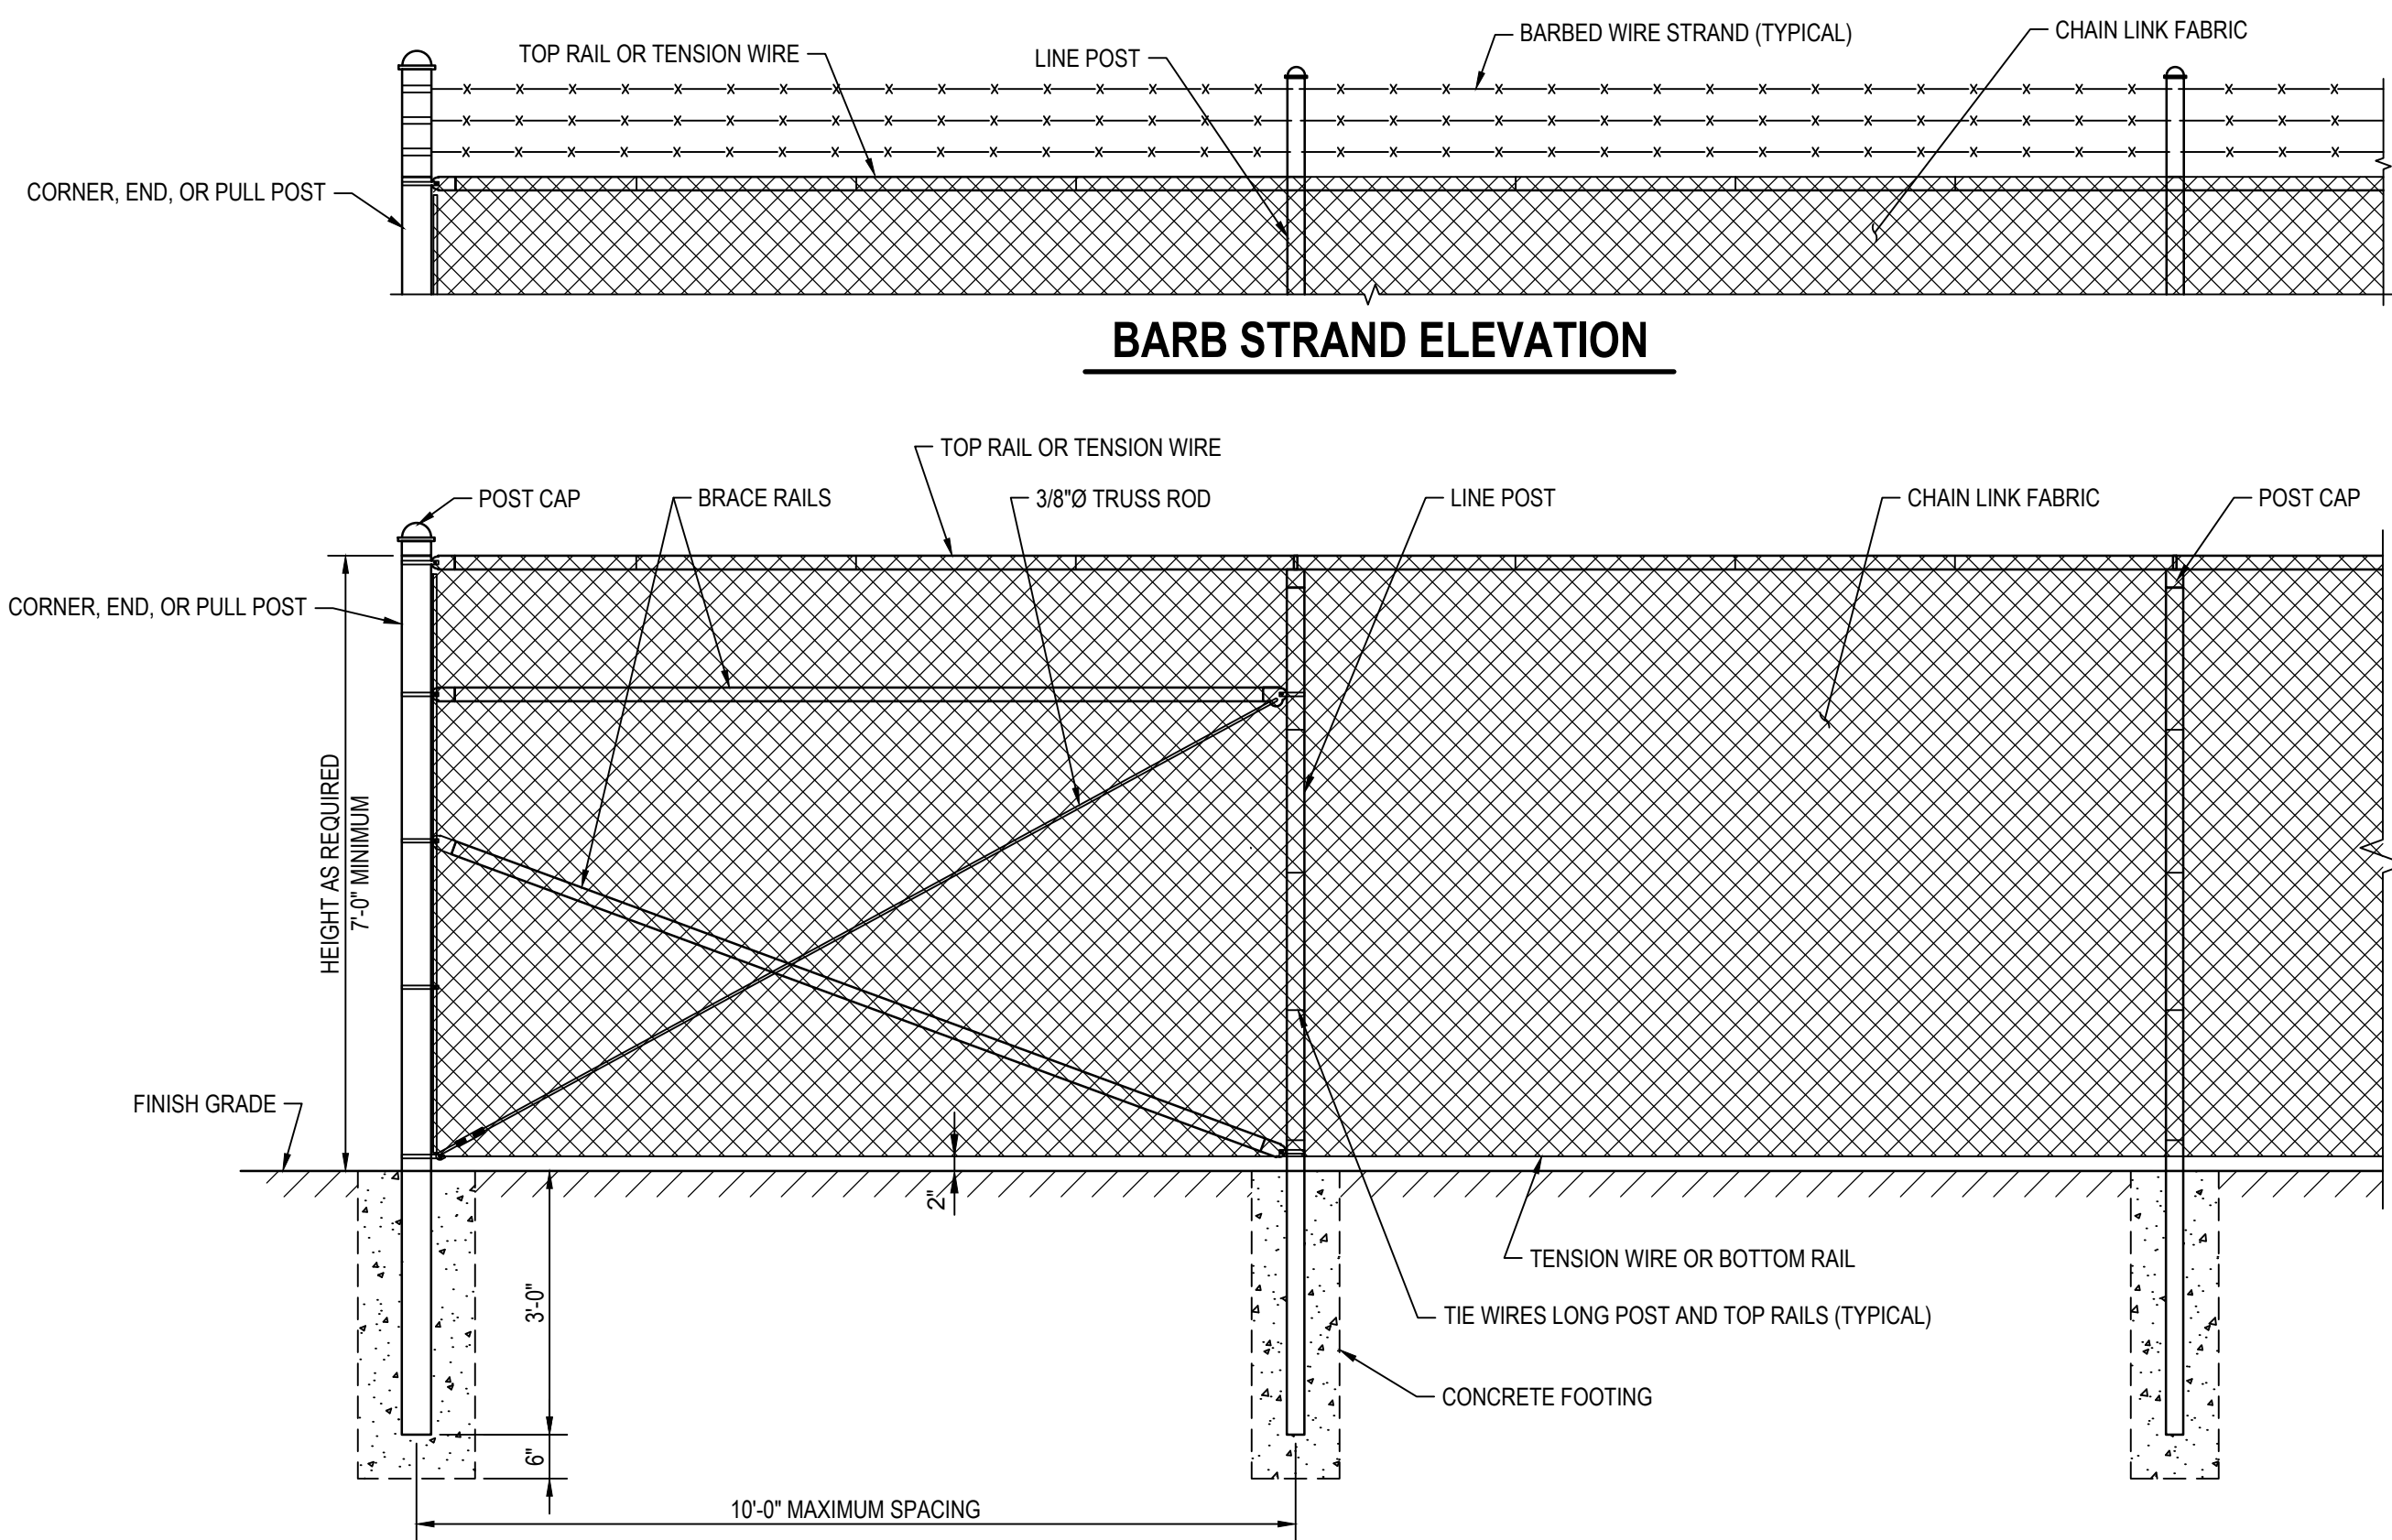 BARBED WIRE STRAND (TYPICAL)
CHAIN LINK FABRIC
TOP RAIL OR TENSION WIRE
LINE POST
CORNER, END, OR PULL POST
BARB STRAND ELEVATION
TOP RAIL OR TENSION WIRE
POST CAP
BRACE RAILS
3/8"Ø TRUSS ROD
LINE POST
CHAIN LINK FABRIC
POST CAP
CORNER, END, OR PULL POST
HEIGHT AS REQUIRED
7'-0" MINIMUM
FINISH GRADE
2"
3'-0"
TENSION WIRE OR BOTTOM RAIL
TIE WIRES LONG POST AND TOP RAILS (TYPICAL)
CONCRETE FOOTING
6"
10'-0" MAXIMUM SPACING